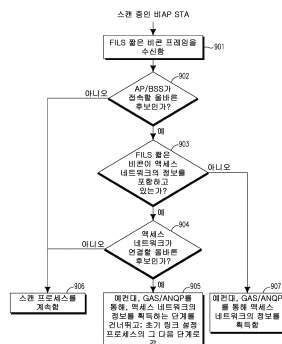 스캔 중인 비AP STA
FILS 짧은 비콘 프레임을
수신함
901
902
AP/BSS가
접속할 올바른
후보인가?
아니오
예
903
FILS 짧은
비콘이 액세스
네트워크의 정보를
포함하고
있는가?
아니오
예
904
액세스
네트워크가
연결할 올바른
후보인가?
아니오
예
906
905
907
스캔 프로세스를
계속함
예컨대, GAS/ANQP를
통해, 액세스 네트워크의
정보를 획득하는 단계를
건너뛰고; 초기 링크 설정
프로세스의 그 다음 단계로
감
예컨대, GAS/ANQP
를 통해, 액세스
네트워크의 정보를
획득함